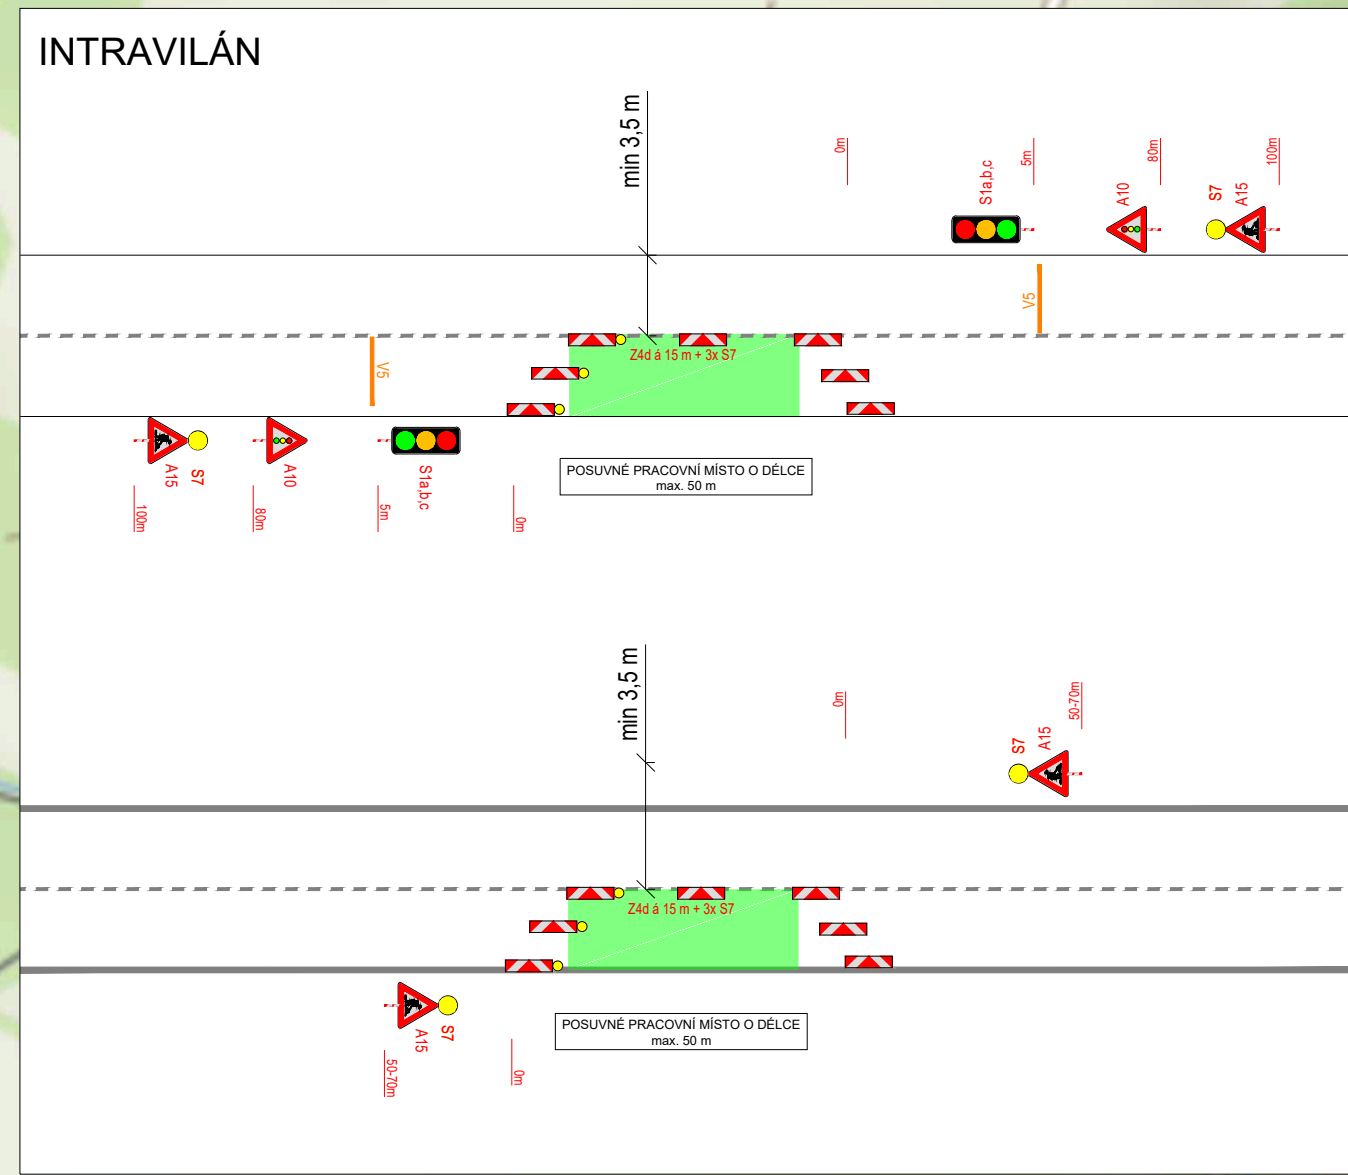 INTRAVILÁN
min 3,5 m
0m
S1a,b,c
5m
A10
80m
S7
A15
100m
V5
Z4d á 15 m + 3x S7
V5
A15
S7
A10
S1a,b,c
100m
80m
5m
0m
POSUVNÉ PRACOVNÍ MÍSTO O DÉLCE
max. 50 m
min 3,5 m
0m
S7
A15
50-70m
Z4d á 15 m + 3x S7
A15
S7
50-70m
0m
POSUVNÉ PRACOVNÍ MÍSTO O DÉLCE
max. 50 m